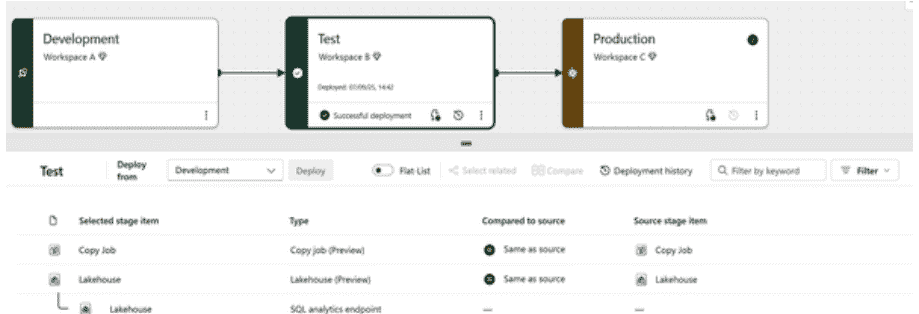 Development
Workspace A
Test
Workspace B
Deployed: 07/09/25, 14:42
Successful deployment
Production
Workspace C
Test
Deploy from
Development
Deploy
Flat-List
Select related
Compare
Deployment history
Filter by keyword
Filter
Selected stage item Type Compared to source Source stage item
Copy Job Copy job (Preview) Same as source Copy Job
Lakehouse Lakehouse (Preview) Same as source Lakehouse
Lakehouse SQL analytics endpoint — —